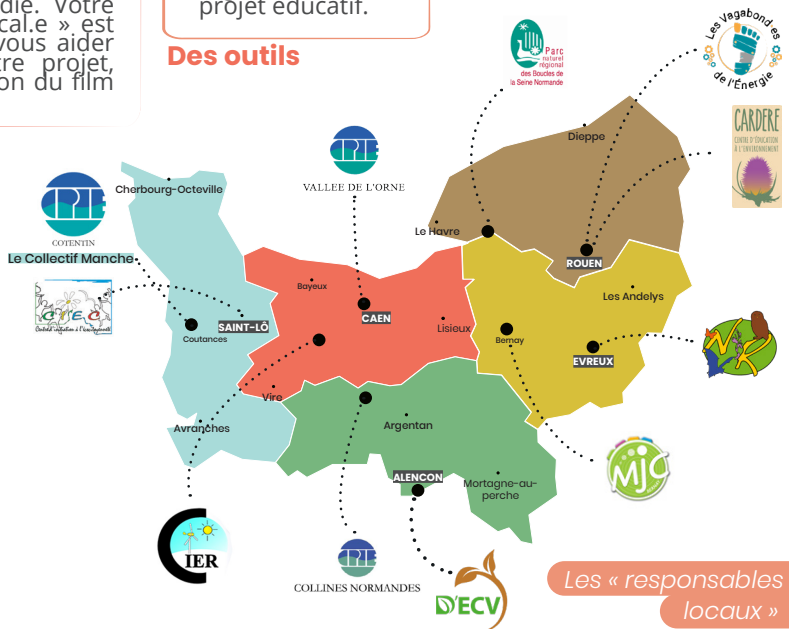 die. Votre
cal.e » est
vous aider
tre projet,
on du film
projet éducatif.
Des outils
Parc
naturel
régional
des Boucles de
la Seine Normande
Les Vagabond·es
de l'Énergie
CARDERE
CENTRE D'ÉDUCATION
À L'ENVIRONNEMENT
Dieppe
CPIE
VALLEE DE L'ORNE
Cherbourg-Octeville
CPIE
COTENTIN
Le Havre
Le Collectif Manche
ROUEN
Bayeux
Les Andelys
CIEC
SAINT-LÔ
CAEN
Lisieux
Coutances
Bernay
EVREUX
Vire
Avranches
Argentan
ALENCON
Mortagne-au-
perche
MJC
IER
CPIE
COLLINES NORMANDES
D'ECV
Les « responsables
locaux »